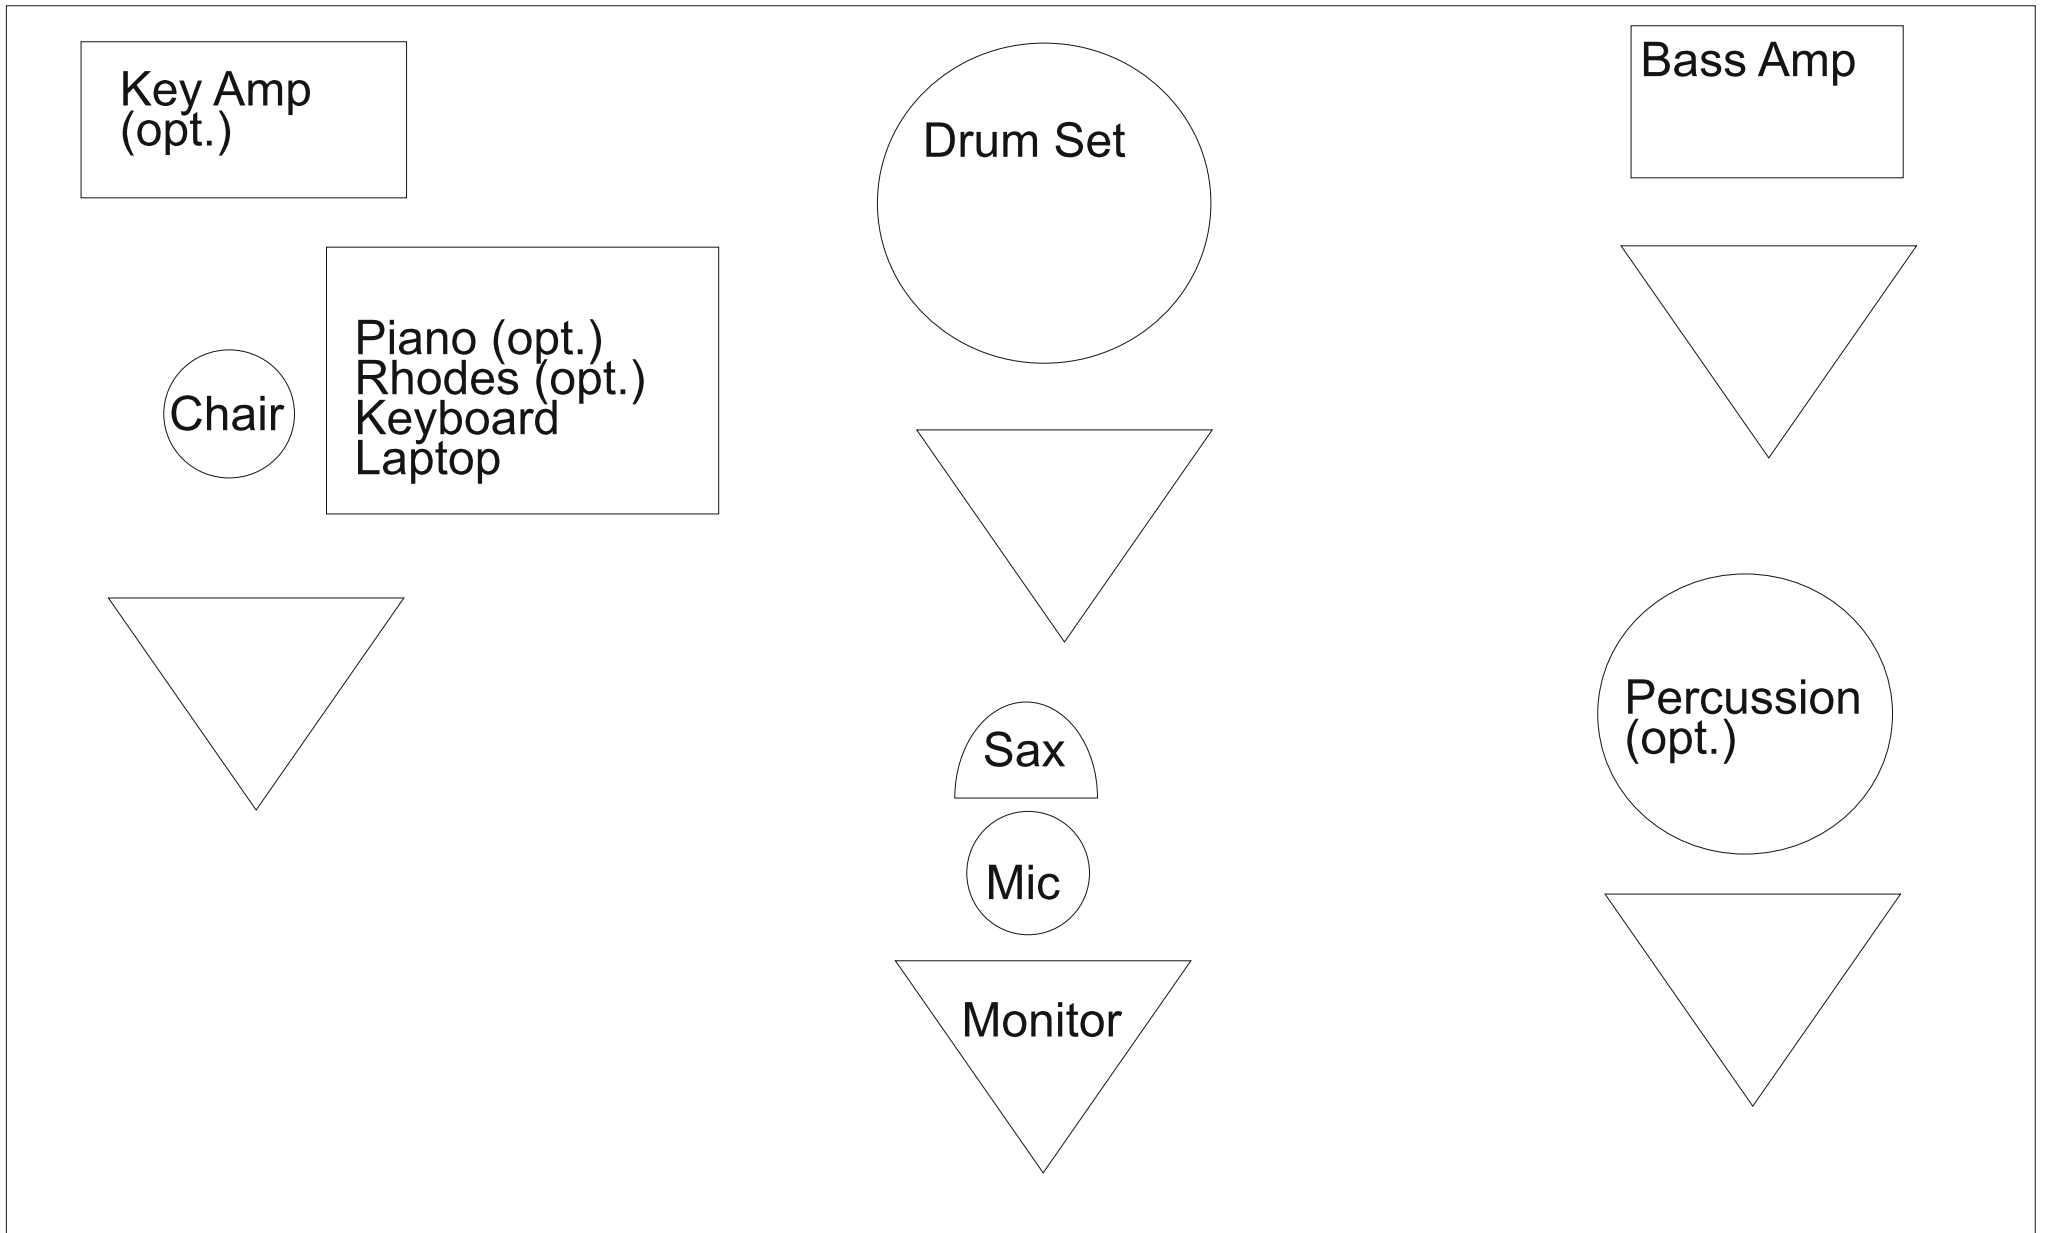 Key Amp
(opt.)
Drum Set
Bass Amp
Piano (opt.)
Rhodes (opt.)
Keyboard
Laptop
Chair
Sax
Mic
Monitor
Percussion
(opt.)